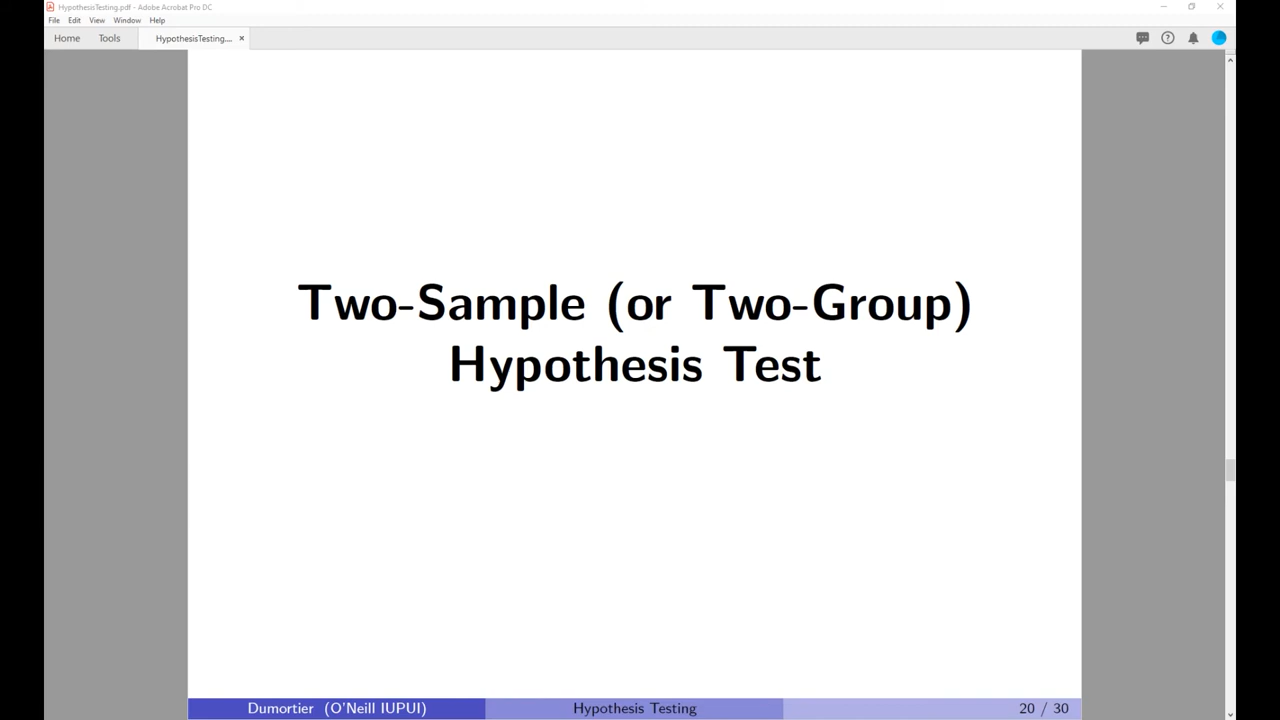 HypothesisTesting.pdf - Adobe Acrobat Pro DC
File Edit View Window Help
Home Tools HypothesisTesting.... ×
Two-Sample (or Two-Group)
Hypothesis Test
Dumortier (O'Neill IUPUI) Hypothesis Testing 20 / 30